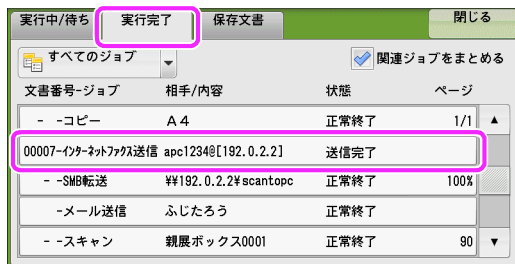 実行中/待ち 実行完了 保存文書 閉じる
すべてのジョブ 関連ジョブをまとめる
文書番号-ジョブ 相手/内容 状態 ページ
- -コピー A4 正常終了 1/1
00007-インターネットファクス送信 apc1234@[192.0.2.2] 送信完了
- -SMB転送 ¥¥192.0.2.2¥scantopc 正常終了 100%
-メール送信 ふじたろう 正常終了
- -スキャン 親展ボックス0001 正常終了 90